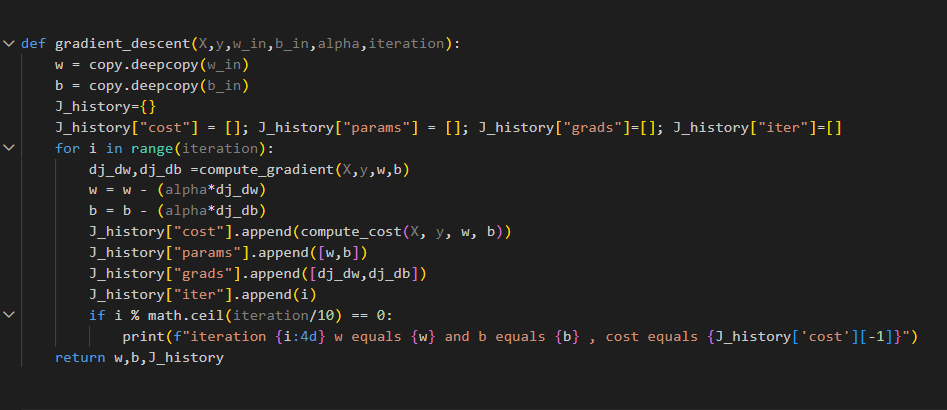 def gradient_descent(X,y,w_in,b_in,alpha,iteration):
    w = copy.deepcopy(w_in)
    b = copy.deepcopy(b_in)
    J_history={}
    J_history["cost"] = []; J_history["params"] = []; J_history["grads"]=[]; J_history["iter"]=[]
    for i in range(iteration):
        dj_dw,dj_db =compute_gradient(X,y,w,b)
        w = w - (alpha*dj_dw)
        b = b - (alpha*dj_db)
        J_history["cost"].append(compute_cost(X, y, w, b))
        J_history["params"].append([w,b])
        J_history["grads"].append([dj_dw,dj_db])
        J_history["iter"].append(i)
        if i % math.ceil(iteration/10) == 0:
            print(f"iteration {i:4d} w equals {w} and b equals {b} , cost equals {J_history['cost'][-1]}")
    return w,b,J_history